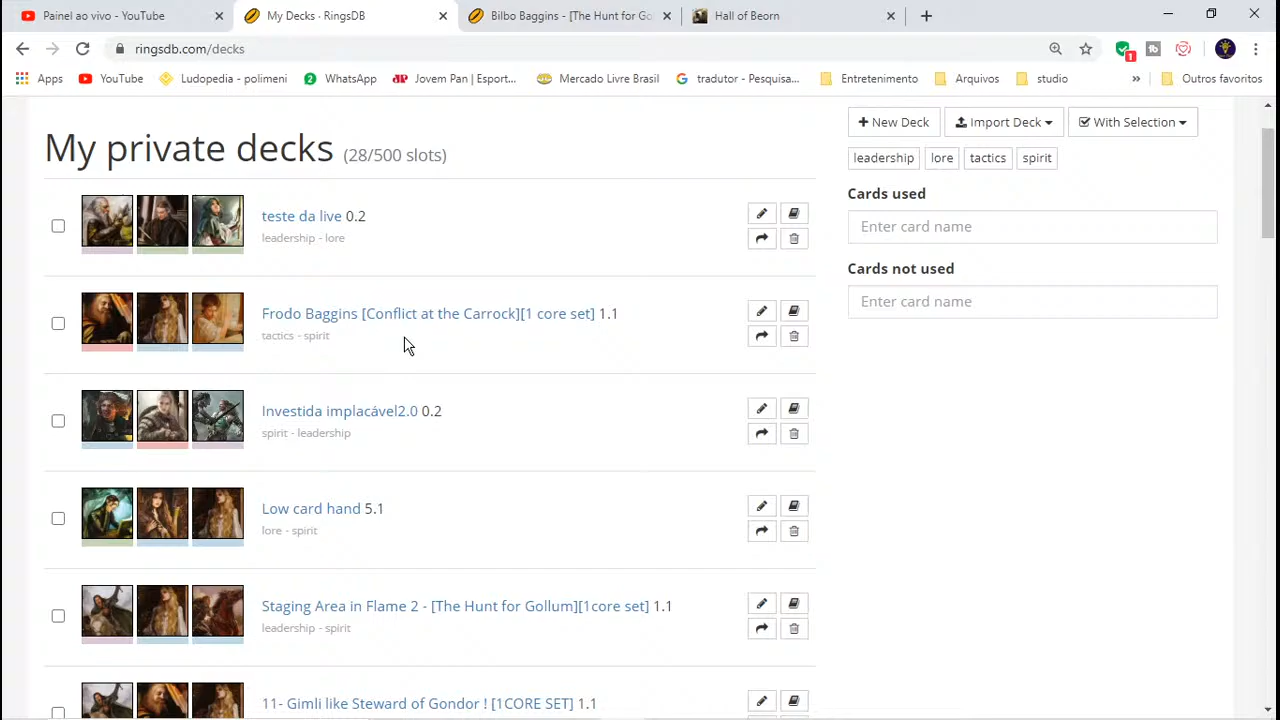 Painel ao vivo - YouTube
My Decks · RingsDB
Bilbo Baggins - [The Hunt for Go
Hall of Beorn
ringsdb.com/decks
1
Apps
YouTube
Ludopedia - polimeni
2
WhatsApp
JP
Jovem Pan | Esport...
Mercado Livre Brasil
tradutor - Pesquisa...
Entretenimento
Arquivos
studio
»
Outros favoritos
My private decks (28/500 slots)
teste da live 0.2
leadership - lore
Frodo Baggins [Conflict at the Carrock][1 core set] 1.1
tactics - spirit
Investida implacável2.0 0.2
spirit - leadership
Low card hand 5.1
lore - spirit
Staging Area in Flame 2 - [The Hunt for Gollum][1core set] 1.1
leadership - spirit
11- Gimli like Steward of Gondor ! [1CORE SET] 1.1
New Deck
Import Deck
With Selection
leadership
lore
tactics
spirit
Cards used
Enter card name
Cards not used
Enter card name